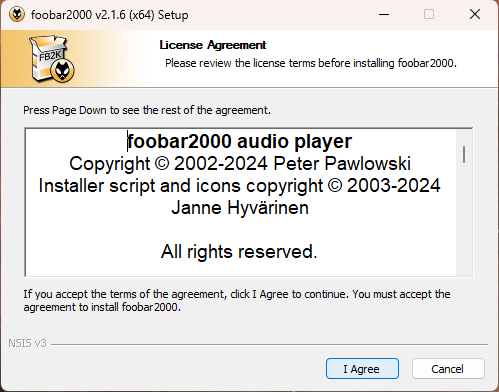 foobar2000 v2.1.6 (x64) Setup
FB2K
License Agreement
Please review the license terms before installing foobar2000.
Press Page Down to see the rest of the agreement.
foobar2000 audio player
Copyright © 2002-2024 Peter Pawlowski
Installer script and icons copyright © 2003-2024
Janne Hyvärinen
All rights reserved.
If you accept the terms of the agreement, click I Agree to continue. You must accept the
agreement to install foobar2000.
NSIS v3
I Agree
Cancel